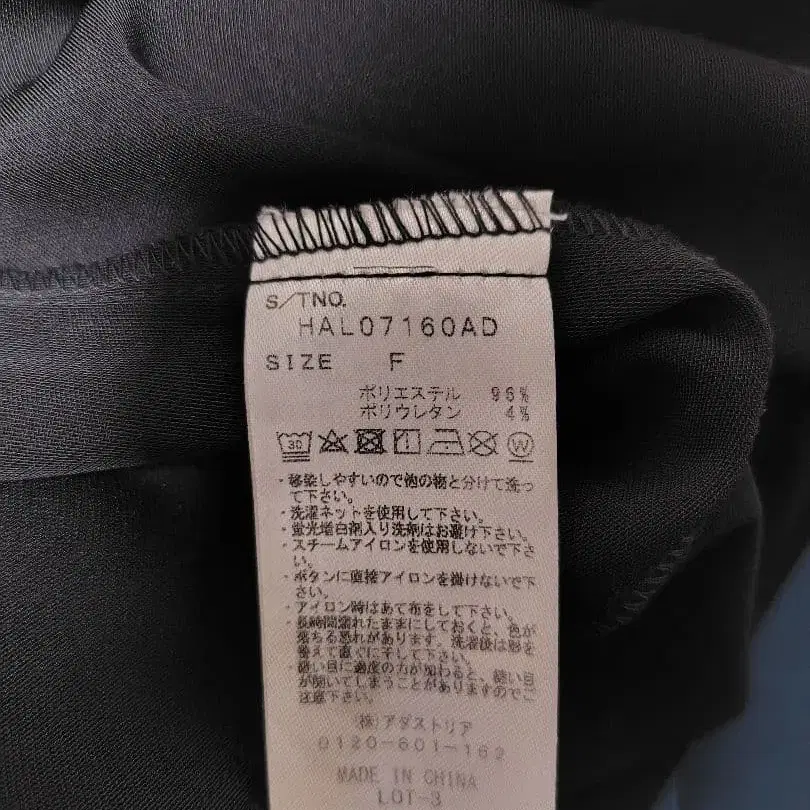 S/TNO.
HAL07160AD
SIZE F
ポリエステル 96%
ポリウレタン 4%
30 W
・移染しやすいので他の物と分けて洗っ
て下さい。
・洗濯ネットを使用して下さい。
・蛍光増白剤入り洗剤はお避け下さい。
・スチームアイロンを使用しないで下さ
い。
・ボタンに直接アイロンを掛けないで下
さい。
・アイロン時はあて布をして下さい。
・長時間濡れたままにしておくと、色が
落ちる恐れがあります。洗濯後は形を
整えて直ぐに干して下さい。
・縫い目に過度の力が加わると、縫い目
が開いてしまうことがありますのでご
注意下さい。
(株)アダストリア
0120-601-162
MADE IN CHINA
LOT-3